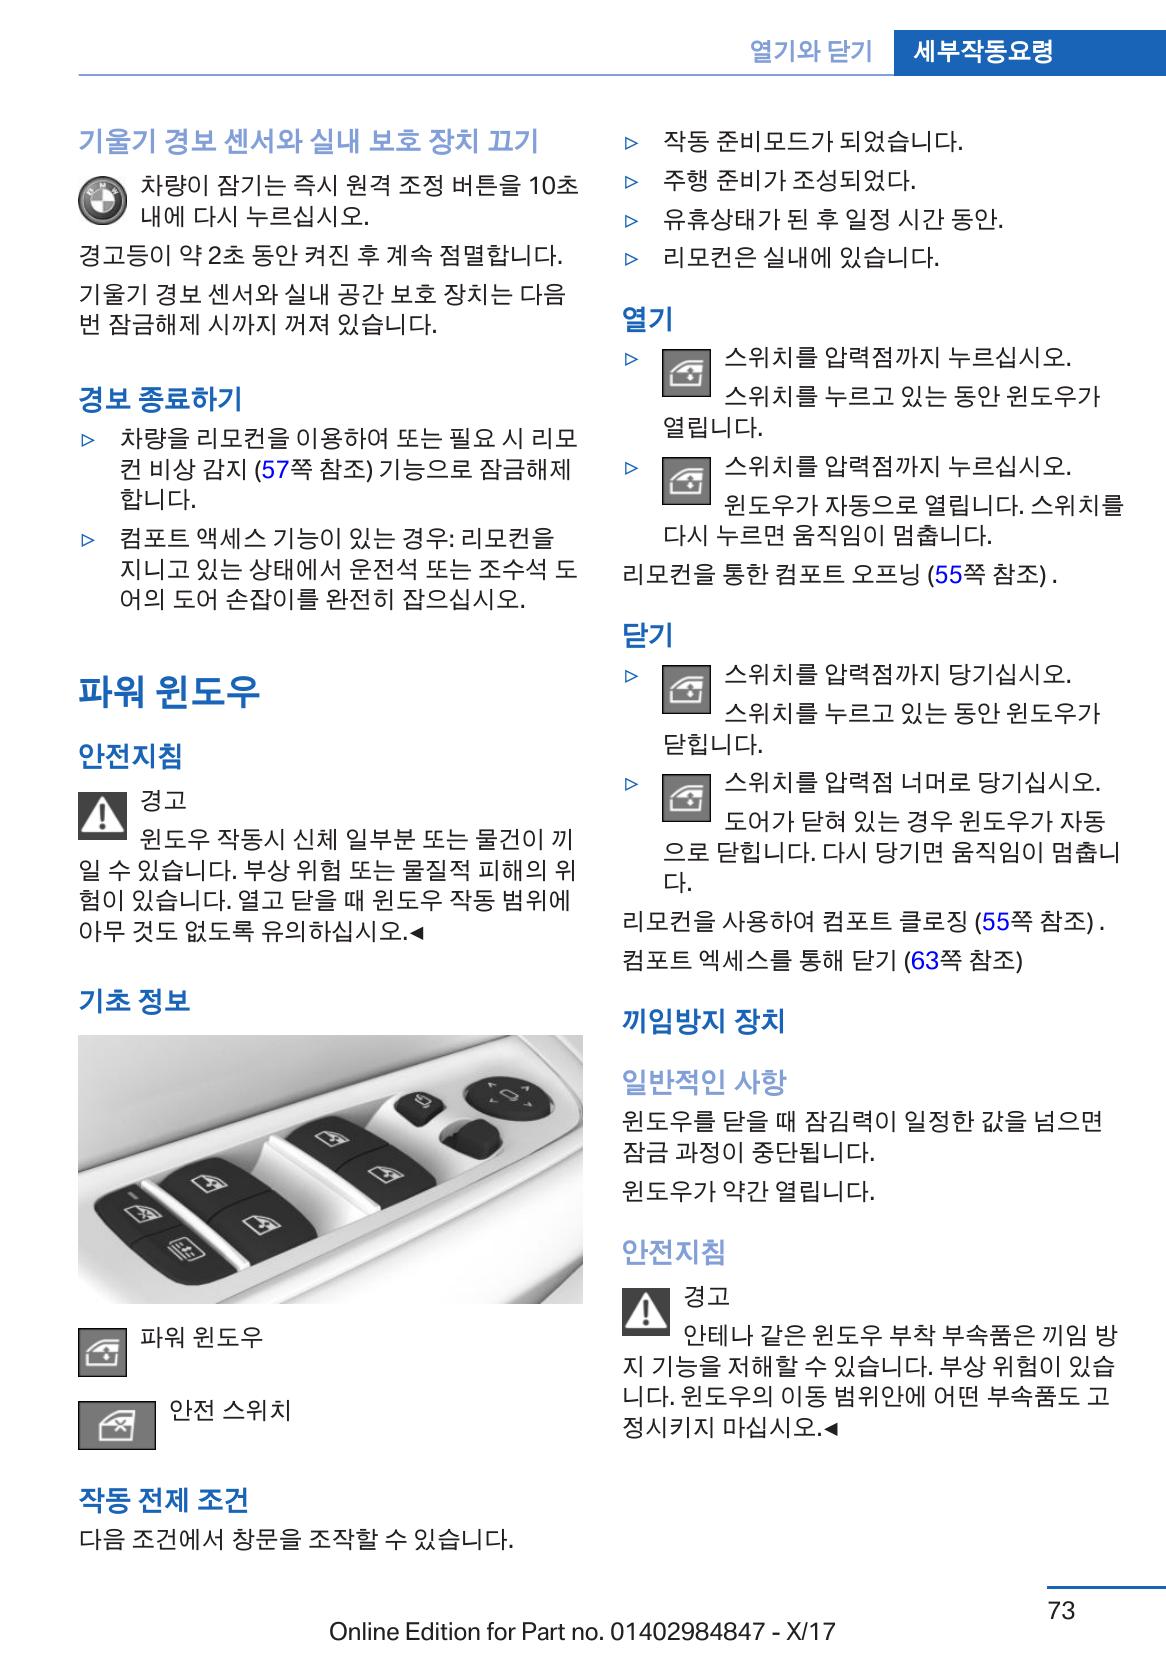 열기와 닫기 세부작동요령
기울기 경보 센서와 실내 보호 장치 끄기
차량이 잠기는 즉시 원격 조정 버튼을 10초
내에 다시 누르십시오.
경고등이 약 2초 동안 켜진 후 계속 점멸합니다.
기울기 경보 센서와 실내 공간 보호 장치는 다음
번 잠금해제 시까지 꺼져 있습니다.
경보 종료하기
▷ 차량을 리모컨을 이용하여 또는 필요 시 리모
컨 비상 감지 (57쪽 참조) 기능으로 잠금해제
합니다.
▷ 컴포트 액세스 기능이 있는 경우: 리모컨을
지니고 있는 상태에서 운전석 또는 조수석 도
어의 도어 손잡이를 완전히 잡으십시오.
파워 윈도우
안전지침
경고
윈도우 작동시 신체 일부분 또는 물건이 끼
일 수 있습니다. 부상 위험 또는 물질적 피해의 위
험이 있습니다. 열고 닫을 때 윈도우 작동 범위에
아무 것도 없도록 유의하십시오.◄
기초 정보
파워 윈도우
안전 스위치
작동 전제 조건
다음 조건에서 창문을 조작할 수 있습니다.
▷ 작동 준비모드가 되었습니다.
▷ 주행 준비가 조성되었다.
▷ 유휴상태가 된 후 일정 시간 동안.
▷ 리모컨은 실내에 있습니다.
열기
▷ 스위치를 압력점까지 누르십시오.
스위치를 누르고 있는 동안 윈도우가
열립니다.
▷ 스위치를 압력점까지 누르십시오.
윈도우가 자동으로 열립니다. 스위치를
다시 누르면 움직임이 멈춥니다.
리모컨을 통한 컴포트 오프닝 (55쪽 참조) .
닫기
▷ 스위치를 압력점까지 당기십시오.
스위치를 누르고 있는 동안 윈도우가
닫힙니다.
▷ 스위치를 압력점 너머로 당기십시오.
도어가 닫혀 있는 경우 윈도우가 자동
으로 닫힙니다. 다시 당기면 움직임이 멈춥니
다.
리모컨을 사용하여 컴포트 클로징 (55쪽 참조) .
컴포트 엑세스를 통해 닫기 (63쪽 참조)
끼임방지 장치
일반적인 사항
윈도우를 닫을 때 잠김력이 일정한 값을 넘으면
잠금 과정이 중단됩니다.
윈도우가 약간 열립니다.
안전지침
경고
안테나 같은 윈도우 부착 부속품은 끼임 방
지 기능을 저해할 수 있습니다. 부상 위험이 있습
니다. 윈도우의 이동 범위안에 어떤 부속품도 고
정시키지 마십시오.◄
73
Online Edition for Part no. 01402984847 - X/17